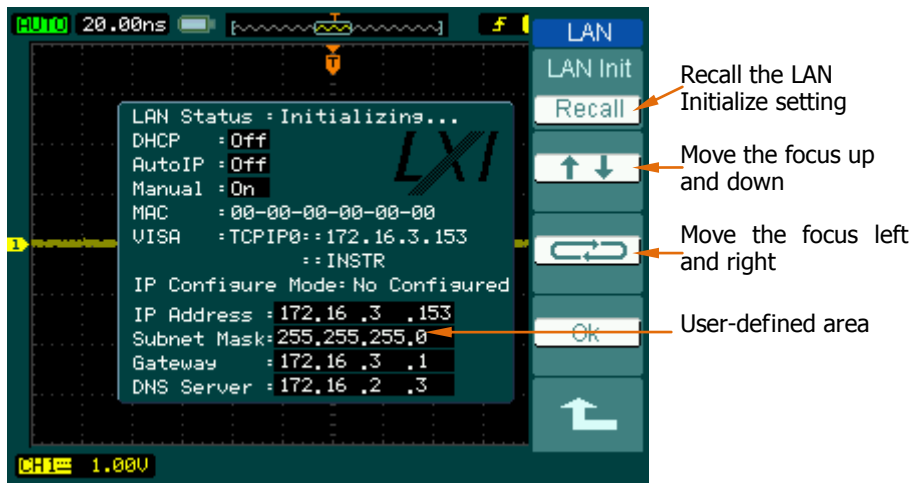 AUTO 20.00ns
T
LAN
LAN Init
Recall
Ok
LAN Status :Initializing...
DHCP :Off
AutoIP :Off
Manual :On
MAC :00-00-00-00-00-00
VISA :TCPIP0::172.16.3.153
::INSTR
IP Configure Mode:No Configured
IP Address :172.16.3.153
Subnet Mask:255.255.255.0
Gateway :172.16.3.1
DNS Server :172.16.2.3
LXI
T
1
CH1 1.00V
Recall the LAN
Initialize setting
Move the focus up
and down
Move the focus left
and right
User-defined area